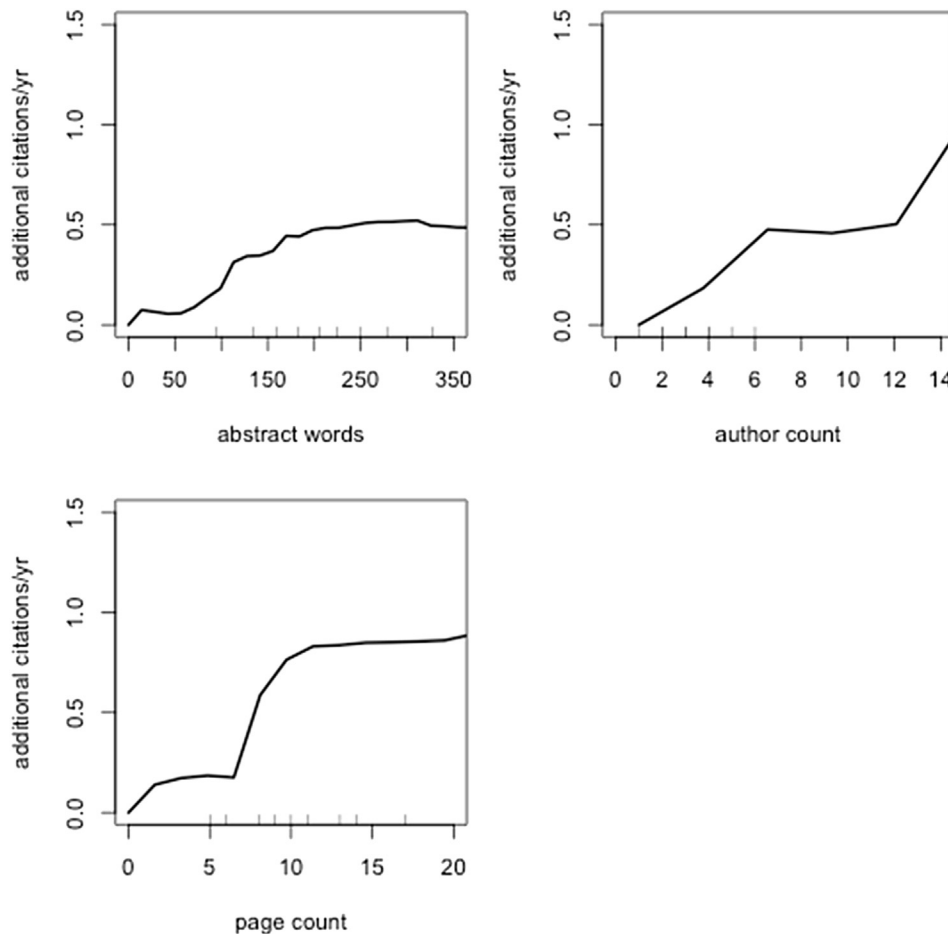 additional citations/yr
1.5
1.0
0.5
0.0
0 50 150 250 350
abstract words
additional citations/yr
1.5
1.0
0.5
0.0
0 2 4 6 8 10 12 14
author count
additional citations/yr
1.5
1.0
0.5
0.0
0 5 10 15 20
page count